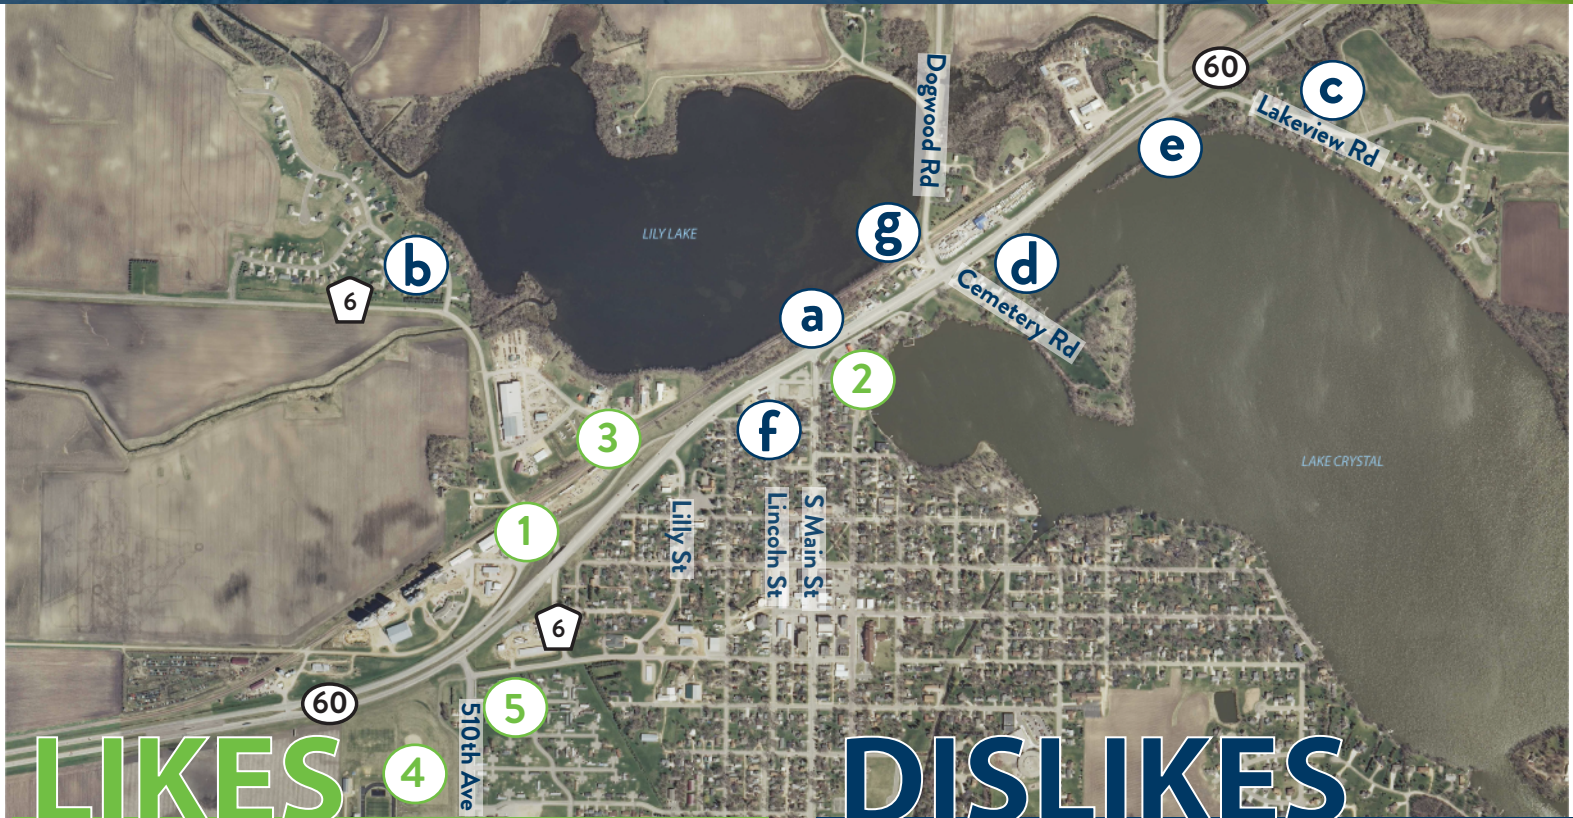 60
c
Dogwood Rd
Lakeview Rd
e
g
LILY LAKE
b
d
6
Cemetery Rd
a
2
f
3
LAKE CRYSTAL
Lilly St
Lincoln St
S Main St
1
6
60
5
510th Ave
4
LIKES
DISLIKES